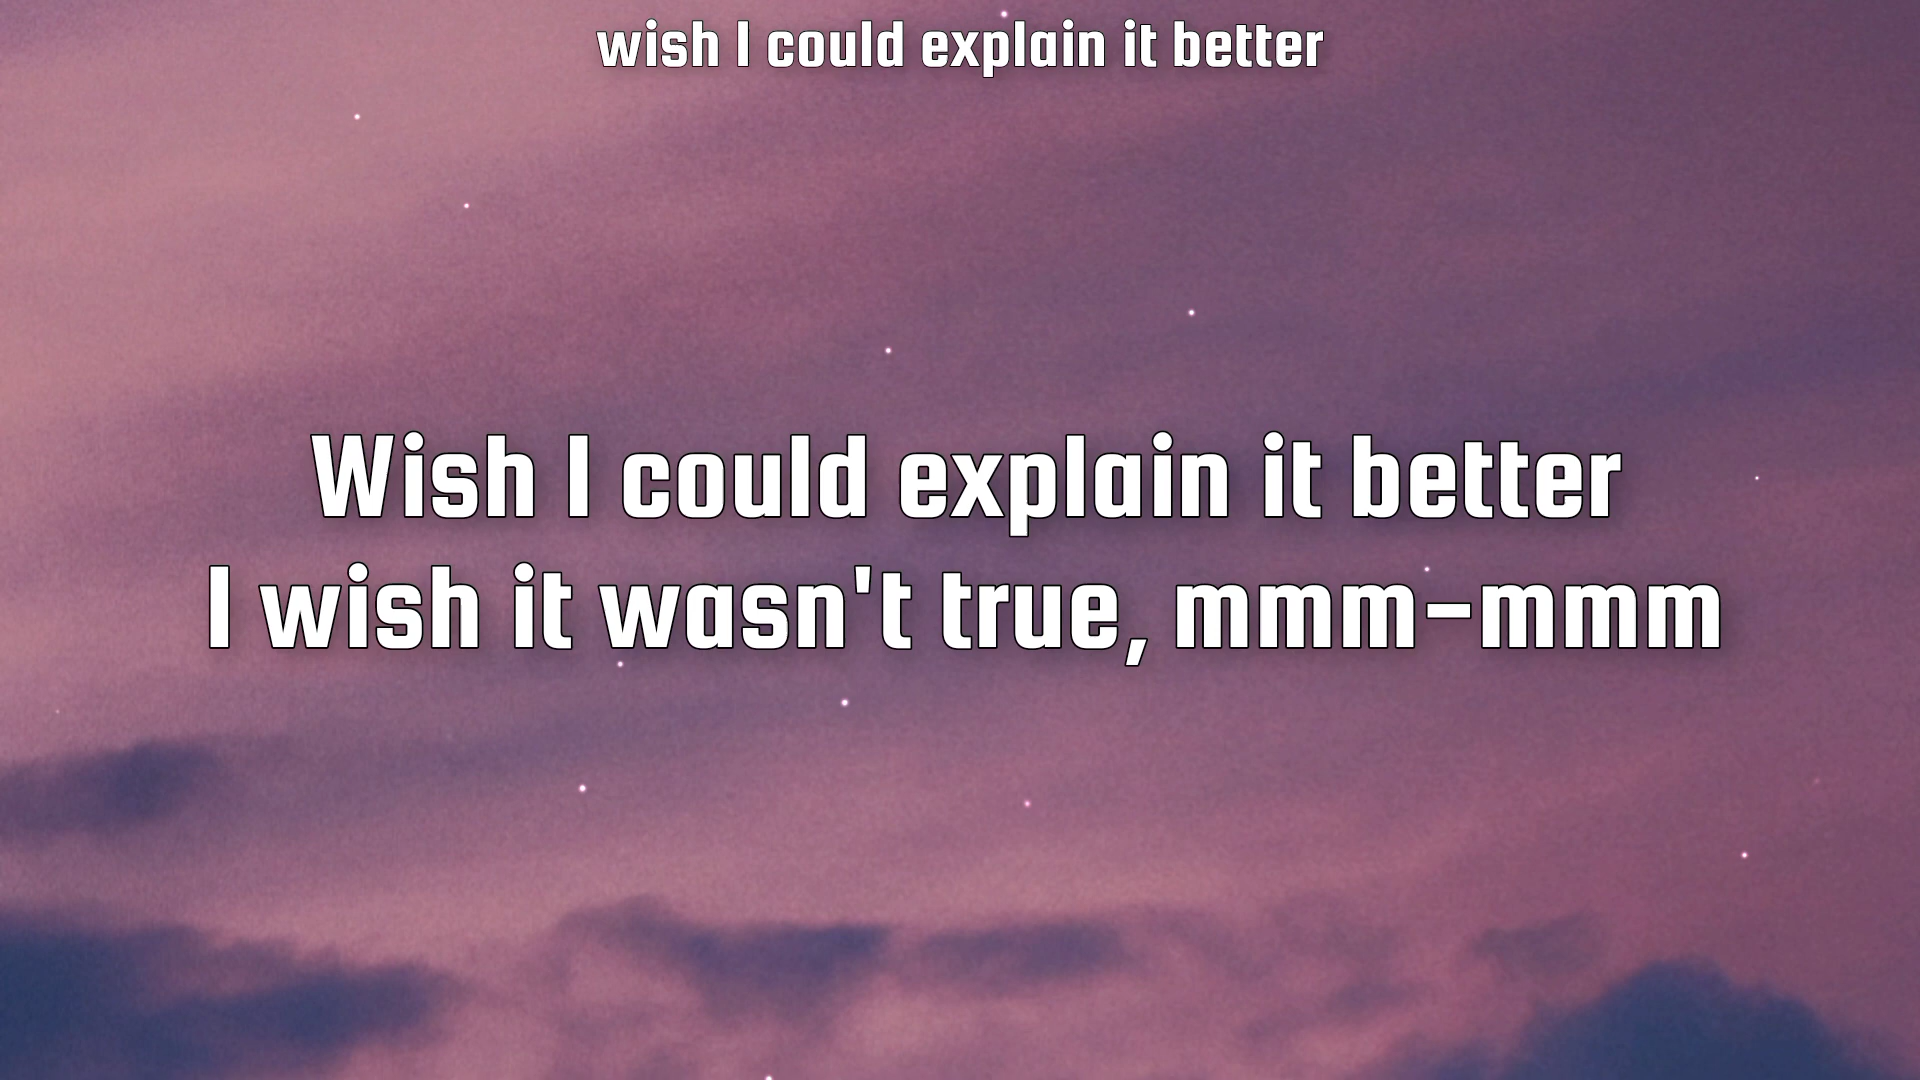 wish I could explain it better
Wish I could explain it better
I wish it wasn't true, mmm-mmm